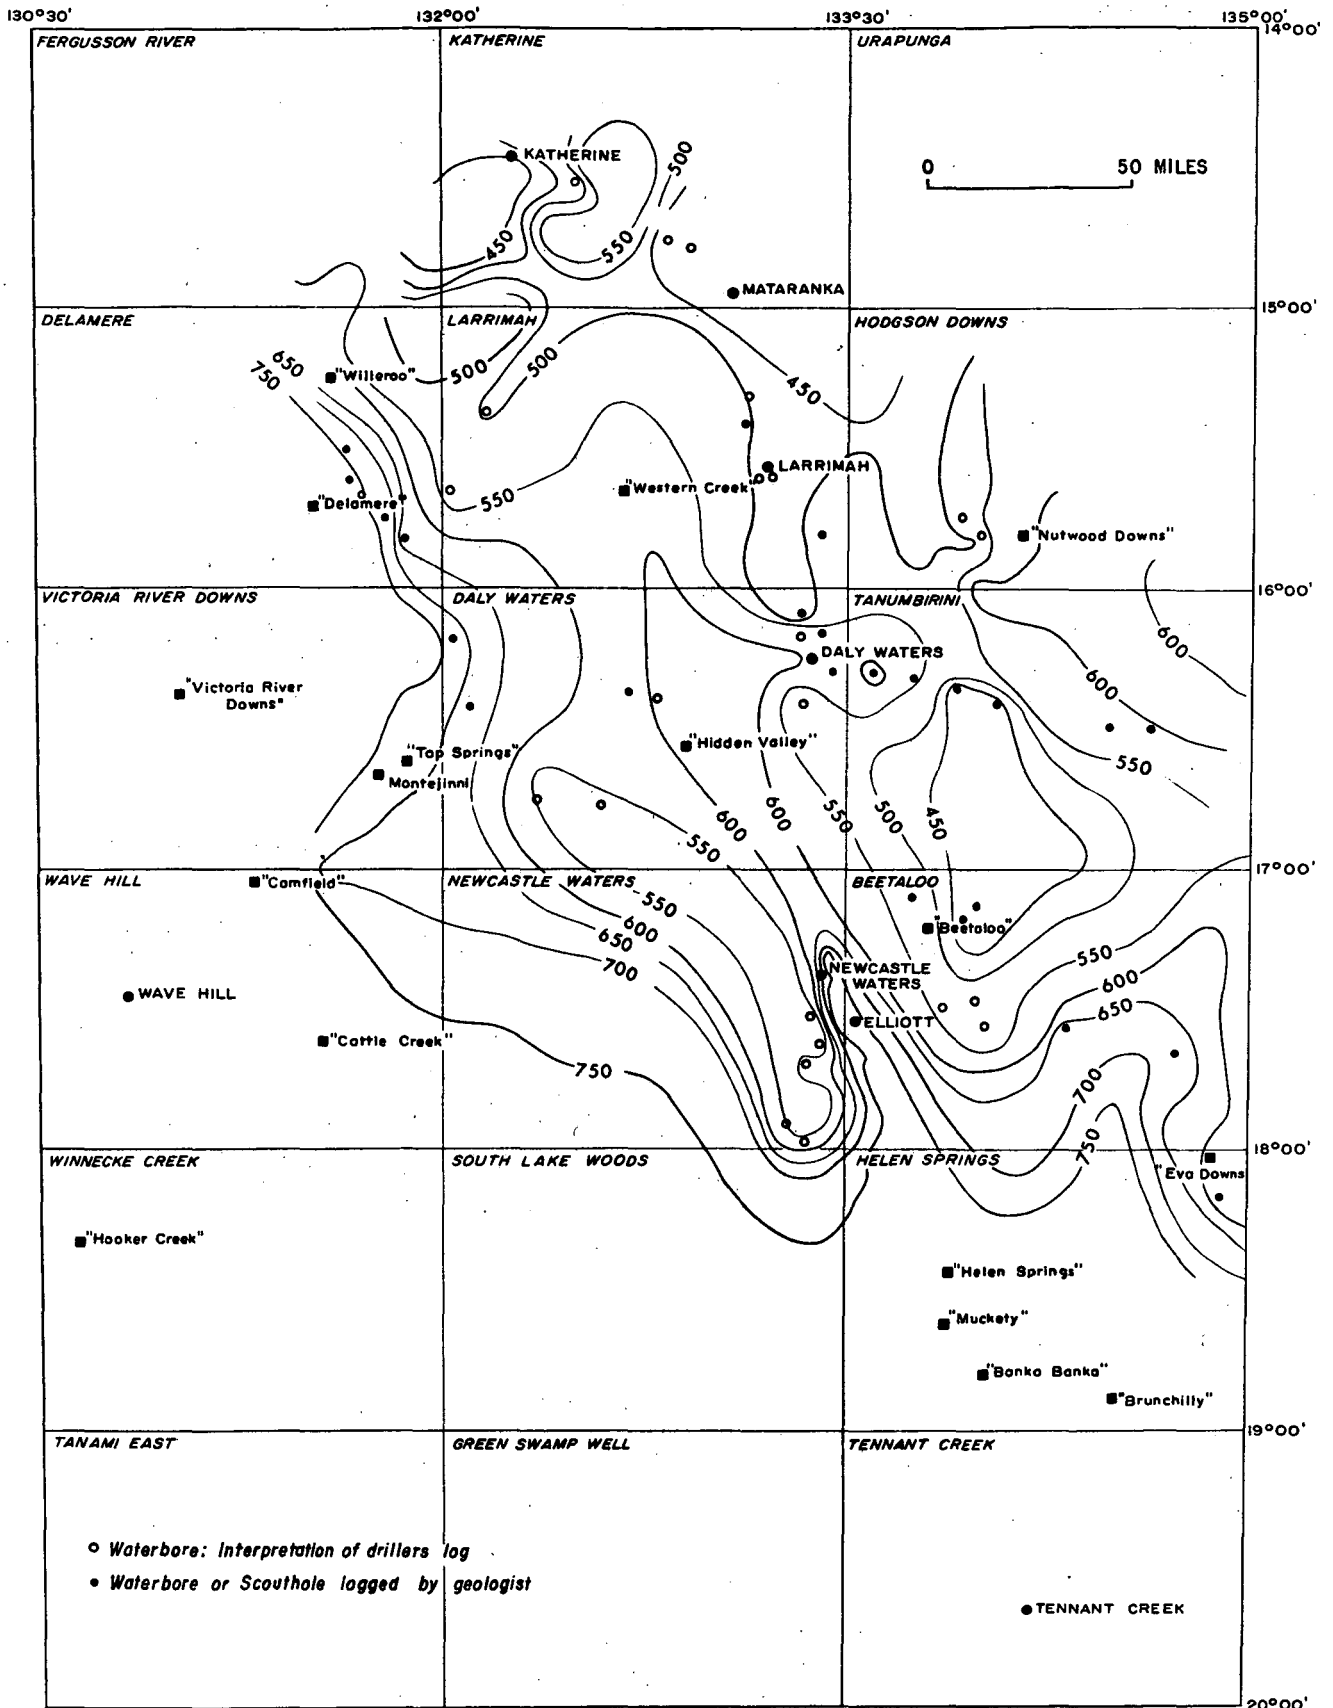 130°30'
132°00'
133°30'
135°00'
14°00'
FERGUSSON RIVER
KATHERINE
URAPUNGA
KATHERINE
500
0 50 MILES
450
550
MATARANKA
15°00'
DELAMERE
LARRIMAH
HODGSON DOWNS
650
750
"Willeroo"
500
500
450
LARRIMAH
550
"Western Creek"
"Delamere"
"Nutwood Downs"
16°00'
VICTORIA RIVER DOWNS
DALY WATERS
TANUMBIRINI
600
DALY WATERS
"Victoria River
Downs"
600
"Hidden Valley"
"Top Springs"
Montejinni
550
600
600
550
500
450
550
17°00'
WAVE HILL
"Camfield"
NEWCASTLE WATERS
BEETALOO
550
600
650
700
"Beetaloo"
550
NEWCASTLE
WATERS
600
WAVE HILL
ELLIOTT
650
"Cattle Creek"
750
700
750
18°00'
WINNECKE CREEK
SOUTH LAKE WOODS
HELEN SPRINGS
"Eva Downs
"Hooker Creek"
"Helen Springs"
"Muckety"
"Banka Banka"
"Brunchilly"
19°00'
TANAMI EAST
GREEN SWAMP WELL
TENNANT CREEK
Waterbore: Interpretation of drillers log
Waterbore or Scouthole logged by geologist
TENNANT CREEK
20°00'